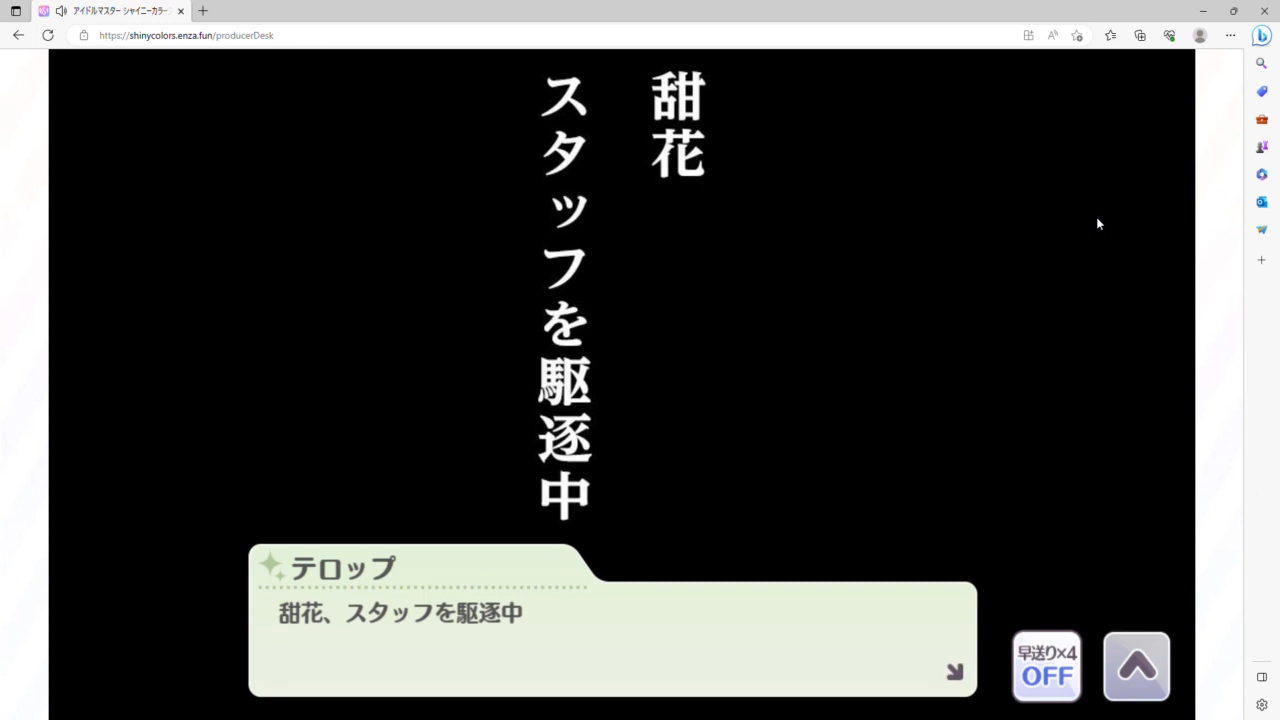 アイドルマスター シャイニーカラー
https://shinycolors.enza.fun/producerDesk
甜花
スタッフを駆逐中
テロップ
甜花、スタッフを駆逐中
早送り×4
OFF